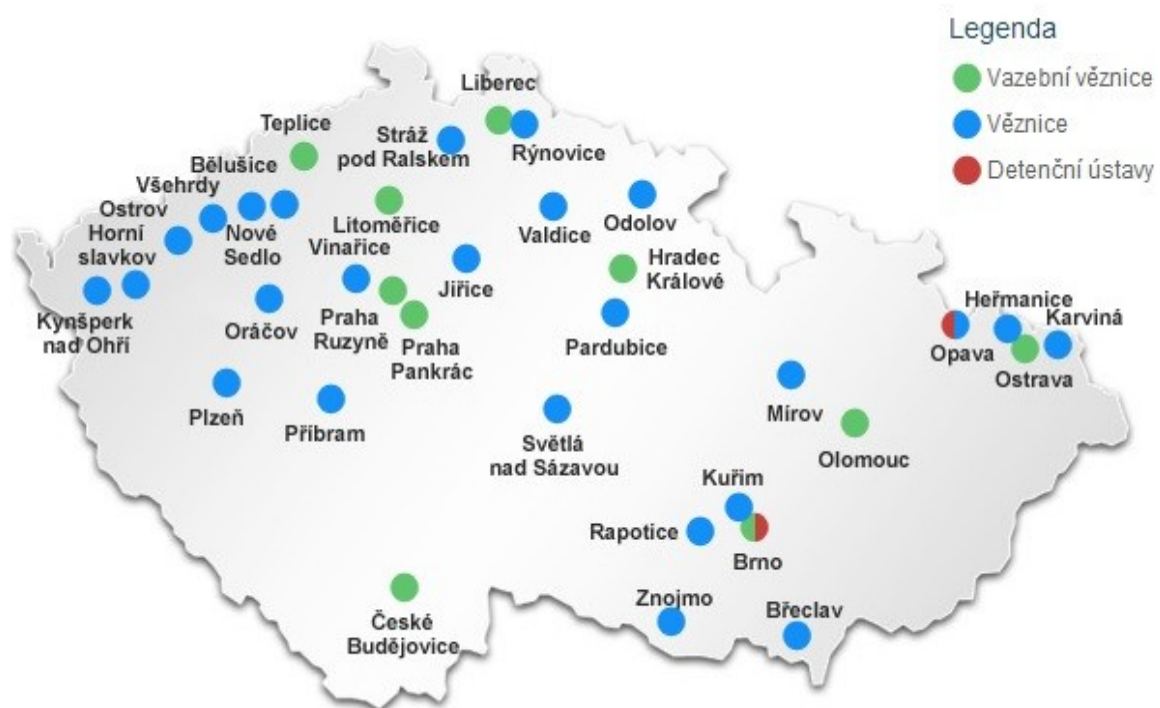 Legenda
Vazební věznice
Věznice
Detenční ústavy
Liberec
Teplice
Stráž
pod Ralskem
Rýnovice
Bělušice
Všehrdy
Ostrov
Horní
slavkov
Nové
Sedlo
Litoměřice
Vinařice
Valdice
Odolov
Hradec
Králové
Jiřice
Kynšperk
nad Ohří
Oráčov
Praha
Ruzyně
Praha
Pankrác
Pardubice
Heřmanice
Karviná
Opava
Ostrava
Plzeň
Příbram
Světlá
nad Sázavou
Mírov
Olomouc
Kuřim
Rapotice
Brno
Znojmo
Břeclav
České
Budějovice